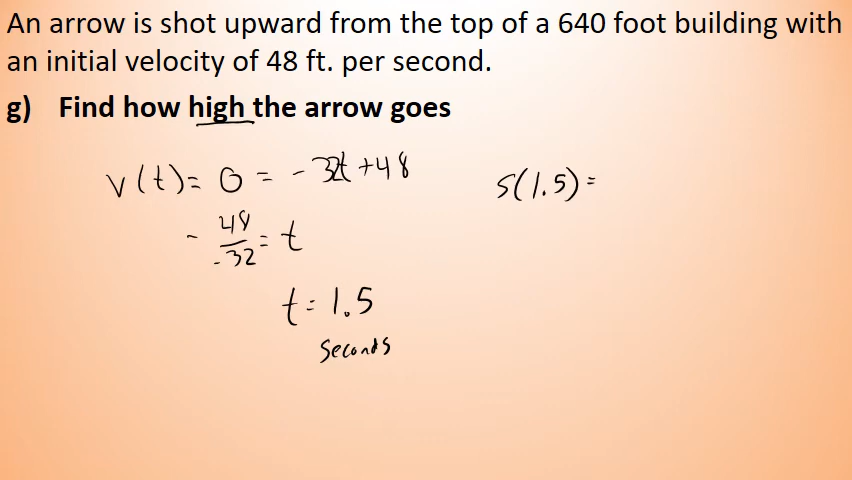 An arrow is shot upward from the top of a 640 foot building with
an initial velocity of 48 ft. per second.
g) Find how high the arrow goes
v(t) = 0 = -32t + 48
s(1.5) =
- 48/-32 = t
t = 1.5
seconds